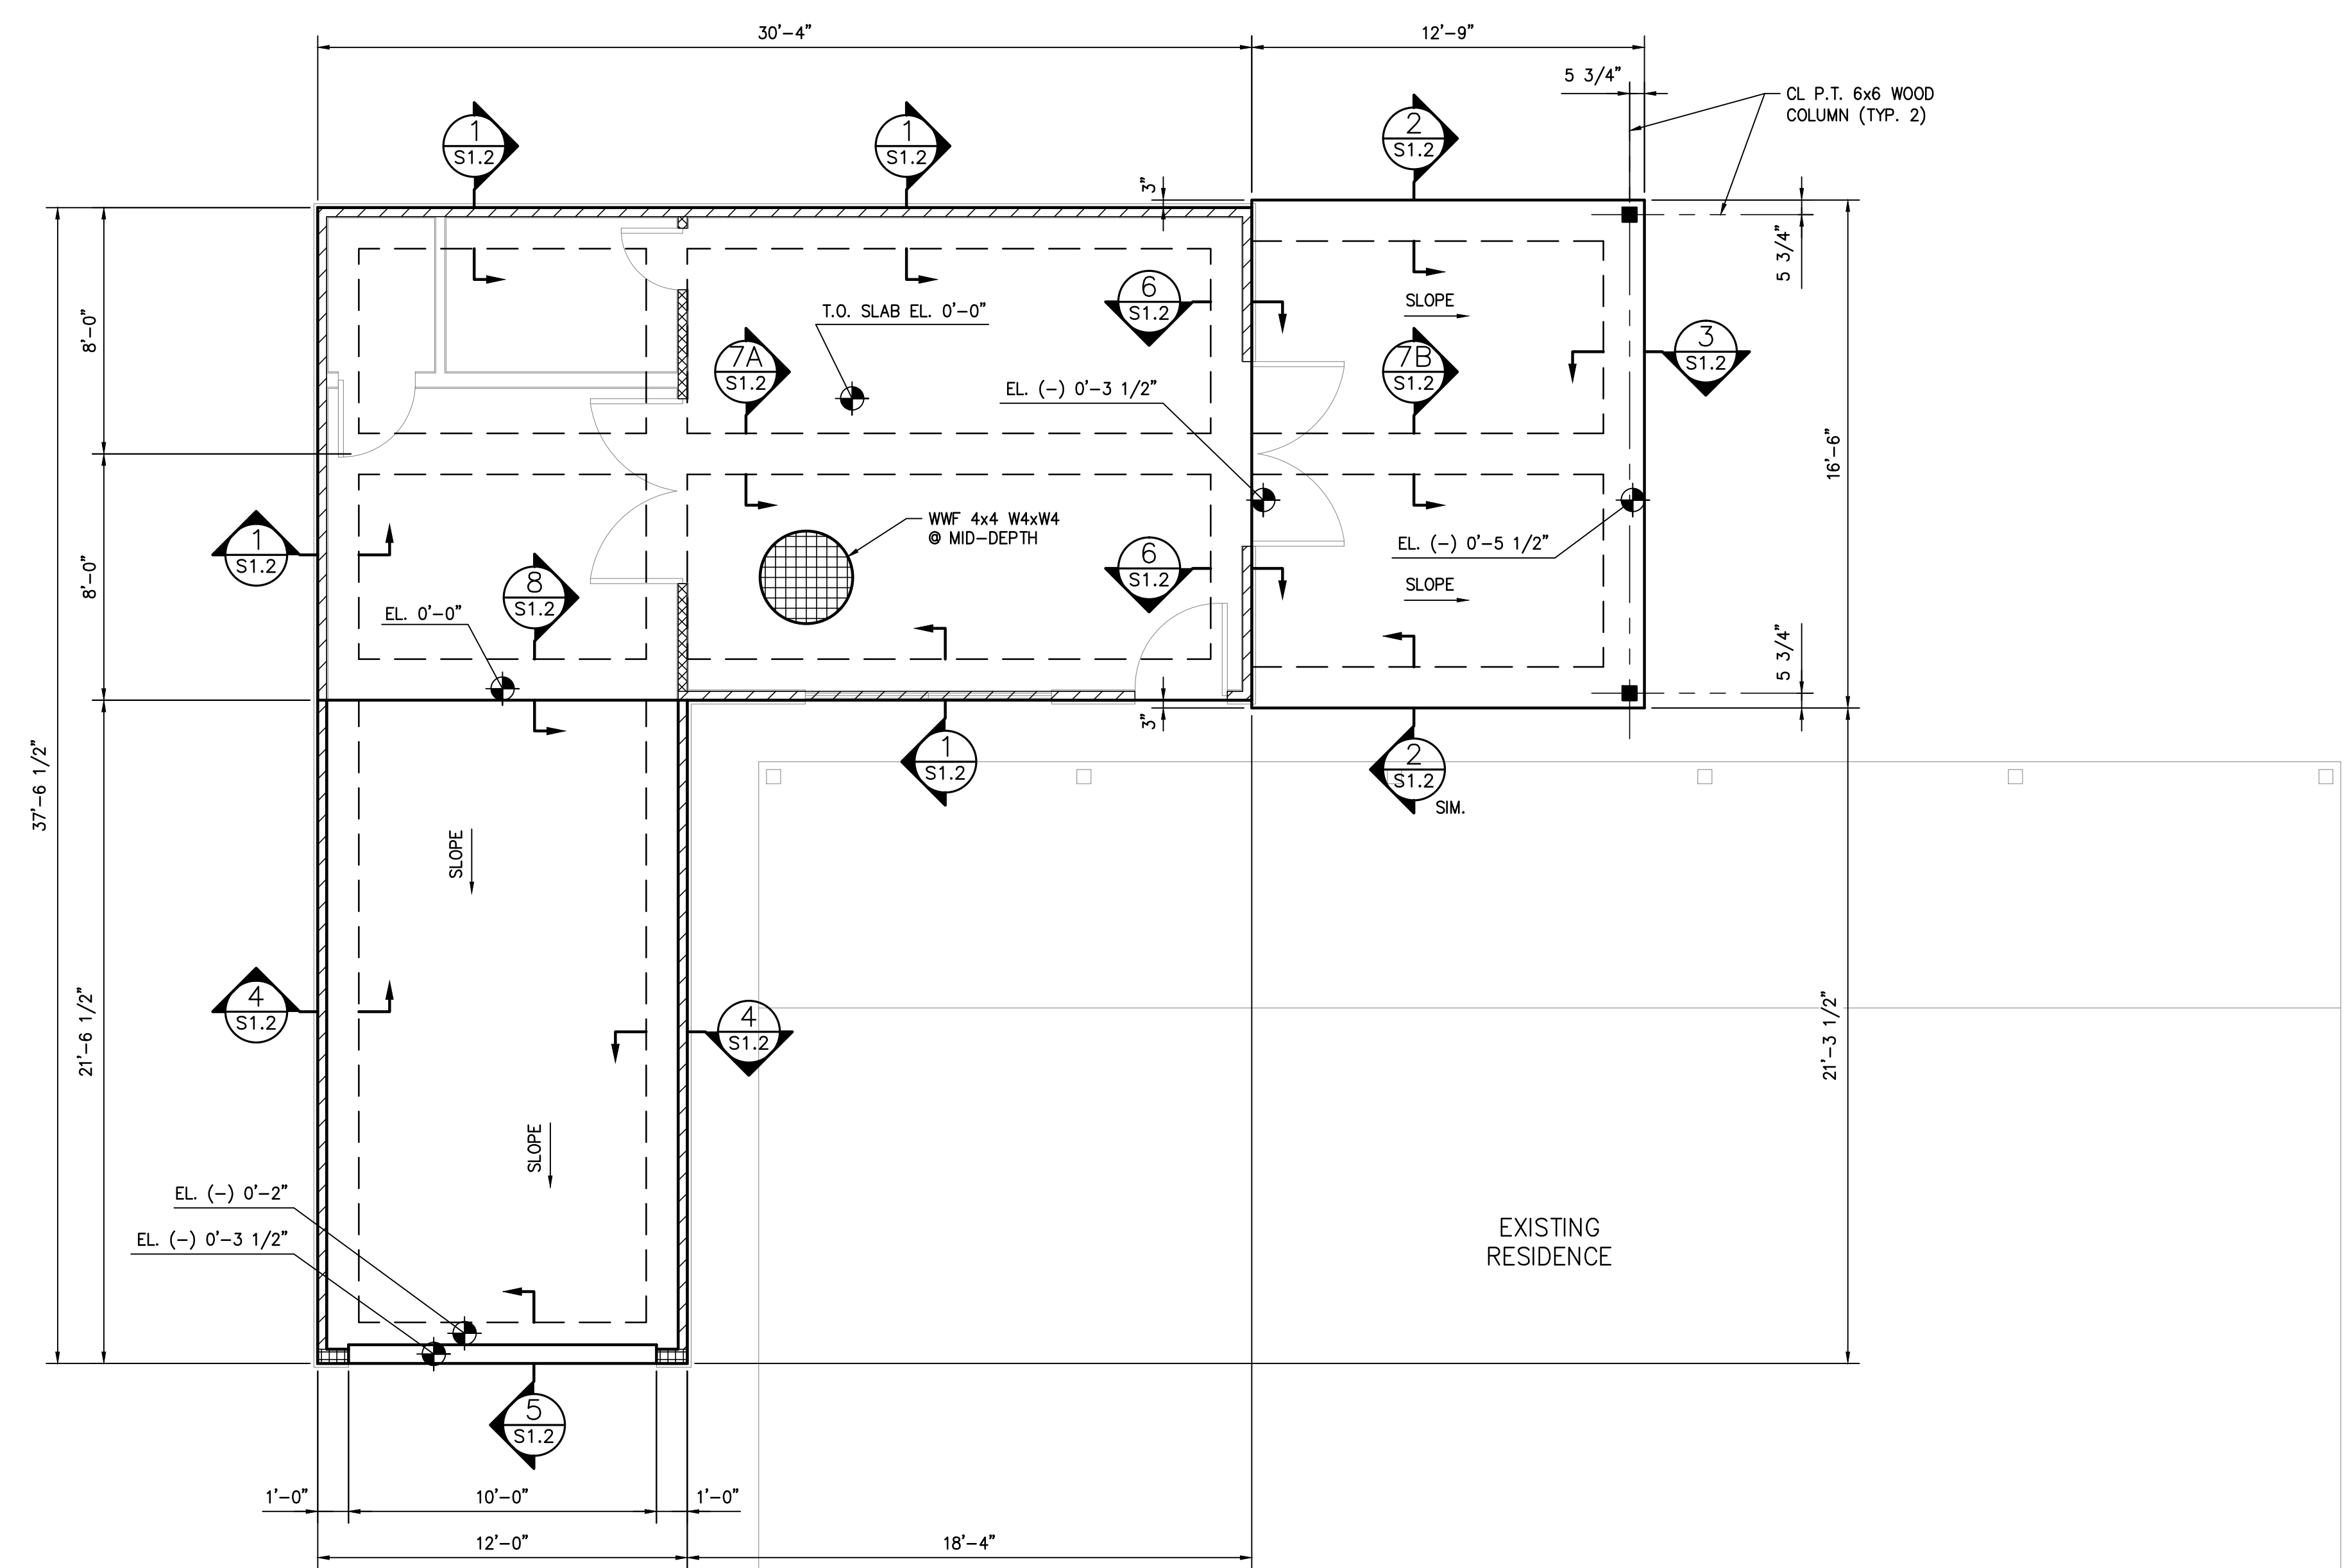 30'-4"
12'-9"
5 3/4"
CL P.T. 6x6 WOOD
COLUMN (TYP. 2)
1
S1.2
1
S1.2
2
S1.2
3"
5 3/4"
8'-0"
T.O. SLAB EL. 0'-0"
6
S1.2
SLOPE
7A
S1.2
7B
S1.2
3
S1.2
EL. (-) 0'-3 1/2"
16'-6"
WWF 4x4 W4xW4
@ MID-DEPTH
1
S1.2
8'-0"
8
S1.2
6
S1.2
EL. (-) 0'-5 1/2"
SLOPE
EL. 0'-0"
5 3/4"
3"
37'-6 1/2"
1
S1.2
2
S1.2
SIM.
SLOPE
4
S1.2
4
S1.2
21'-6 1/2"
21'-3 1/2"
SLOPE
EL. (-) 0'-2"
EL. (-) 0'-3 1/2"
EXISTING
RESIDENCE
5
S1.2
1'-0"
10'-0"
1'-0"
12'-0"
18'-4"